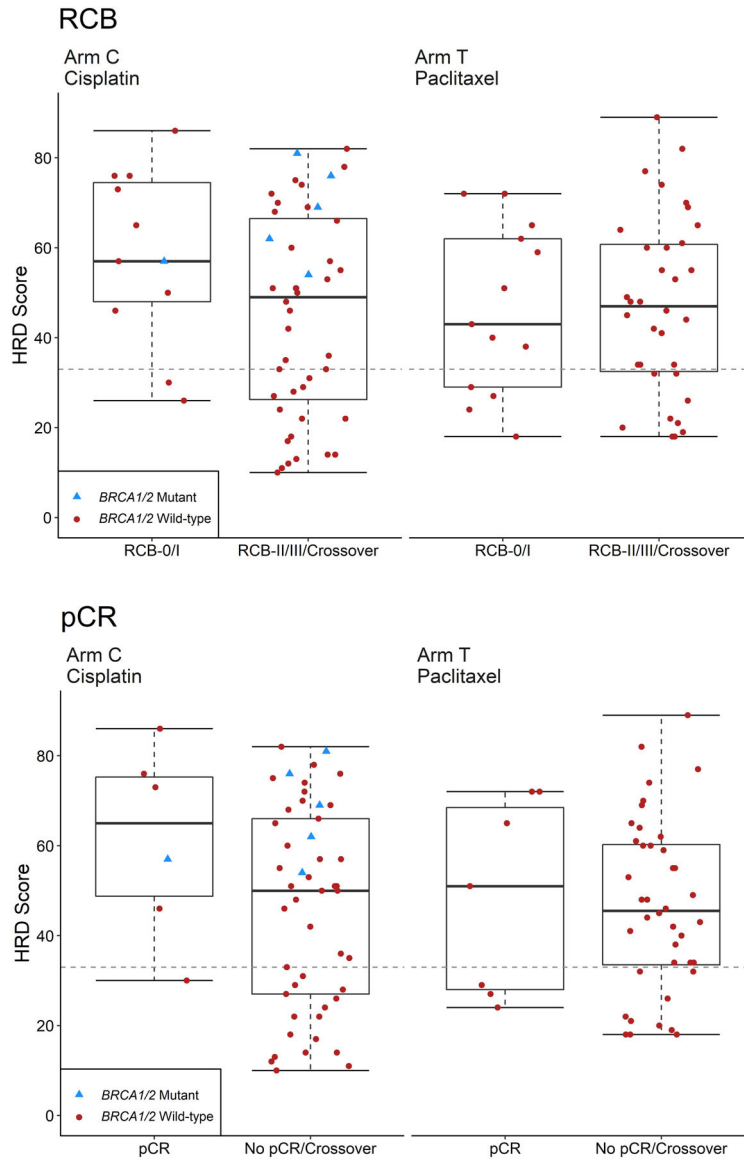 RCB
Arm C
Cisplatin
Arm T
Paclitaxel
HRD Score
80
60
40
20
0
BRCA1/2 Mutant
BRCA1/2 Wild-type
RCB-0/I
RCB-II/III/Crossover
RCB-0/I
RCB-II/III/Crossover
pCR
Arm C
Cisplatin
Arm T
Paclitaxel
HRD Score
80
60
40
20
0
BRCA1/2 Mutant
BRCA1/2 Wild-type
pCR
No pCR/Crossover
pCR
No pCR/Crossover